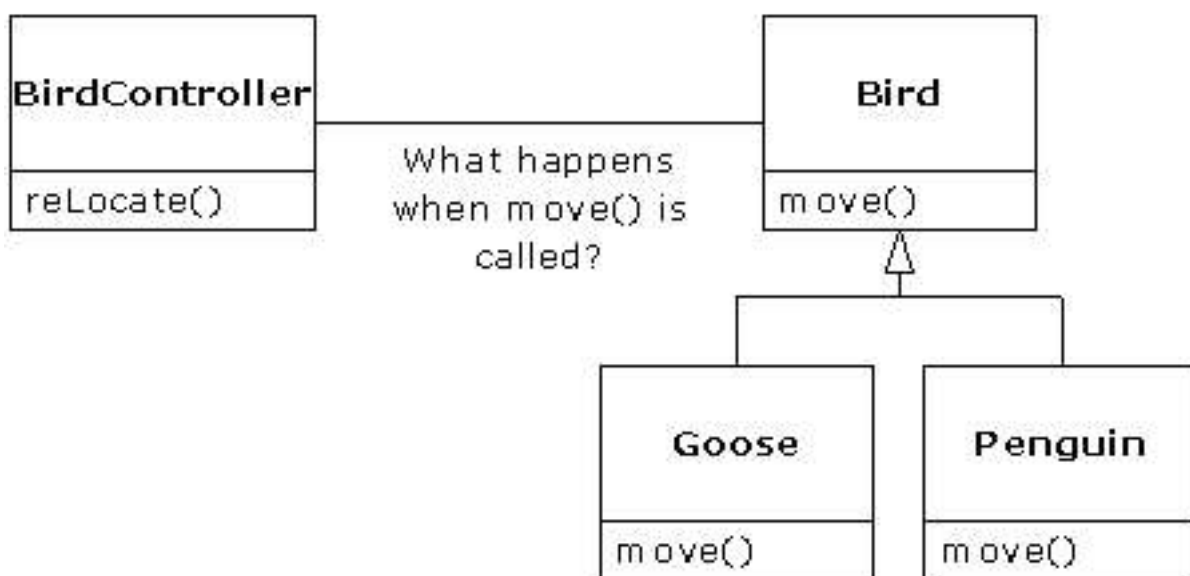 BirdController
reLocate()
What happens
when move() is
called?
Bird
move()
Goose
move()
Penguin
move()